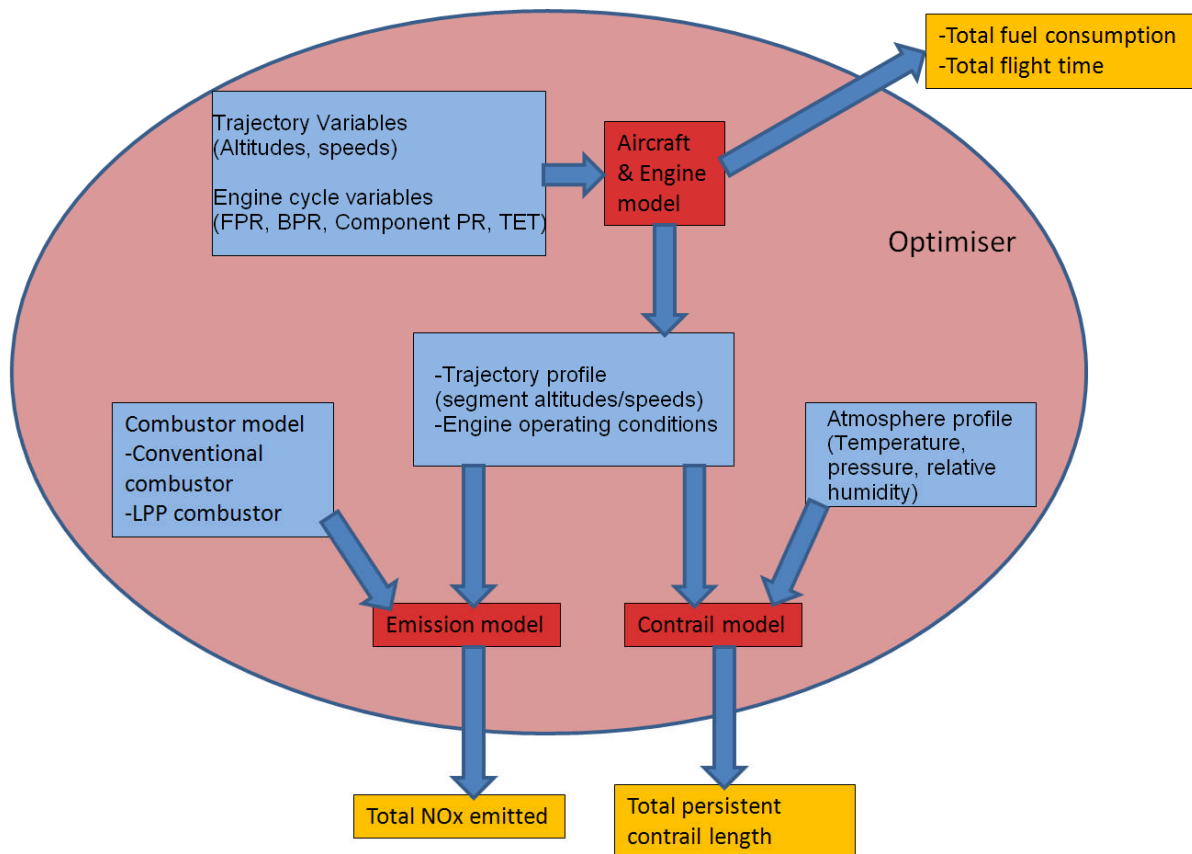 -Total fuel consumption
-Total flight time
Trajectory Variables
(Altitudes, speeds)
Engine cycle variables
(FPR, BPR, Component PR, TET)
Aircraft
& Engine
model
Optimiser
-Trajectory profile
(segment altitudes/speeds)
-Engine operating conditions
Combustor model
-Conventional
combustor
-LPP combustor
Atmosphere profile
(Temperature,
pressure, relative
humidity)
Emission model
Contrail model
Total NOx emitted
Total persistent
contrail length